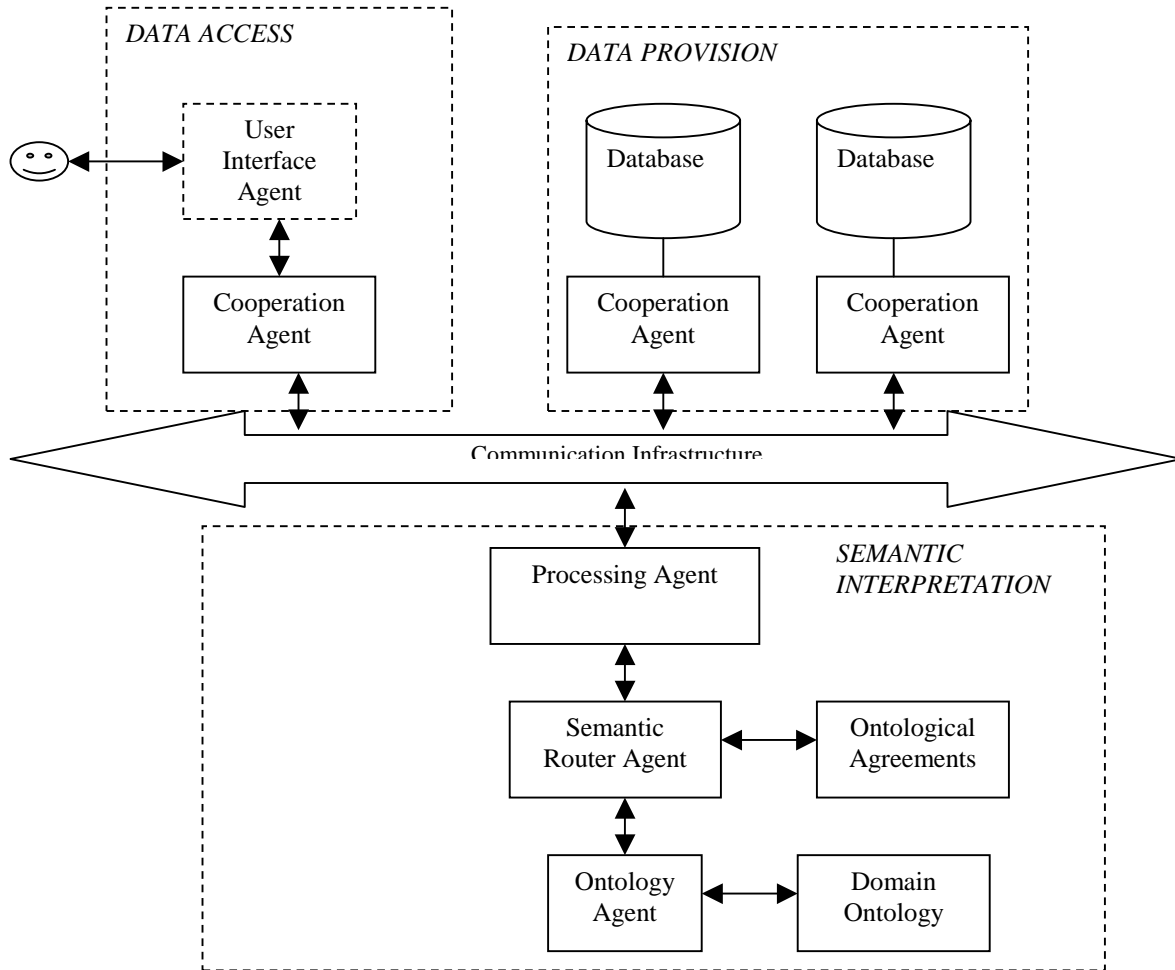 DATA ACCESS
User
Interface
Agent
Cooperation
Agent
DATA PROVISION
Database
Database
Cooperation
Agent
Cooperation
Agent
Communication Infrastructure
SEMANTIC
INTERPRETATION
Processing Agent
Semantic
Router Agent
Ontological
Agreements
Ontology
Agent
Domain
Ontology